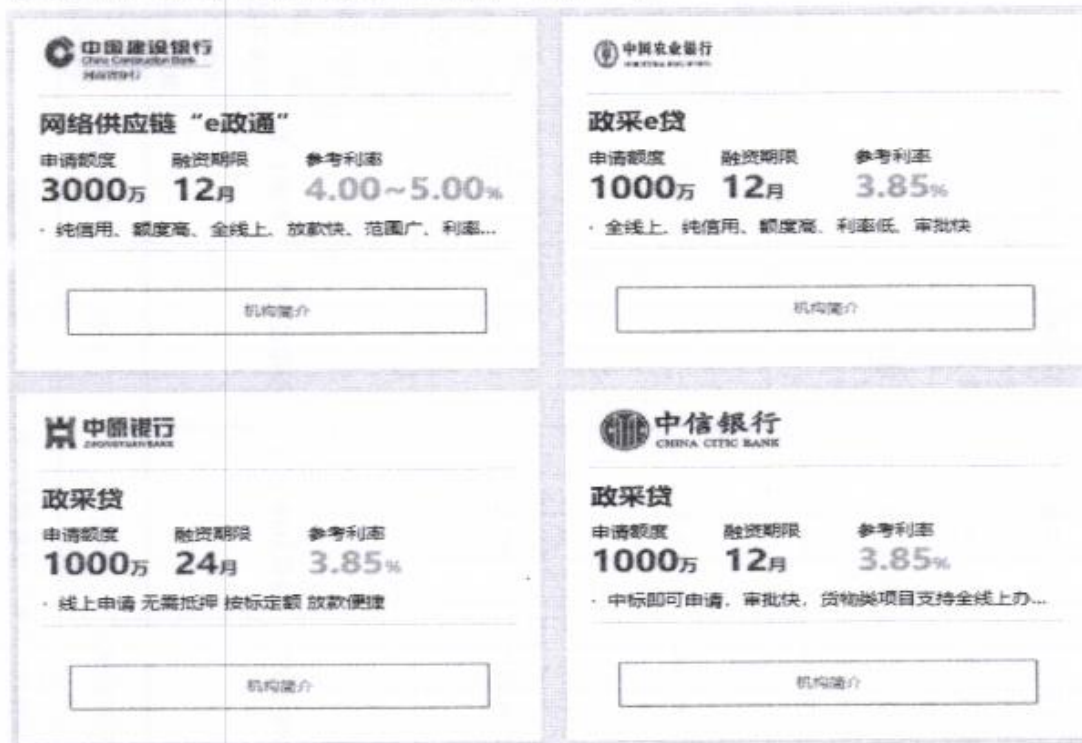 中国建设银行
China Construction Bank
网络供应链“e政通”
申请额度 融资期限 参考利率
3000万 12月 4.00~5.00%
· 纯信用、额度高、全线上、放款快、范围广、利率...
机构简介
中国农业银行
政采e贷
申请额度 融资期限 参考利率
1000万 12月 3.85%
· 全线上、纯信用、额度高、利率低、审批快
机构简介
中原银行
ZHONGYUAN BANK
政采贷
申请额度 融资期限 参考利率
1000万 24月 3.85%
· 线上申请 无需抵押 按标定额 放款便捷
机构简介
中信银行
CHINA CITIC BANK
政采贷
申请额度 融资期限 参考利率
1000万 12月 3.85%
· 中标即可申请、审批快, 货物类项目支持全线上办...
机构简介